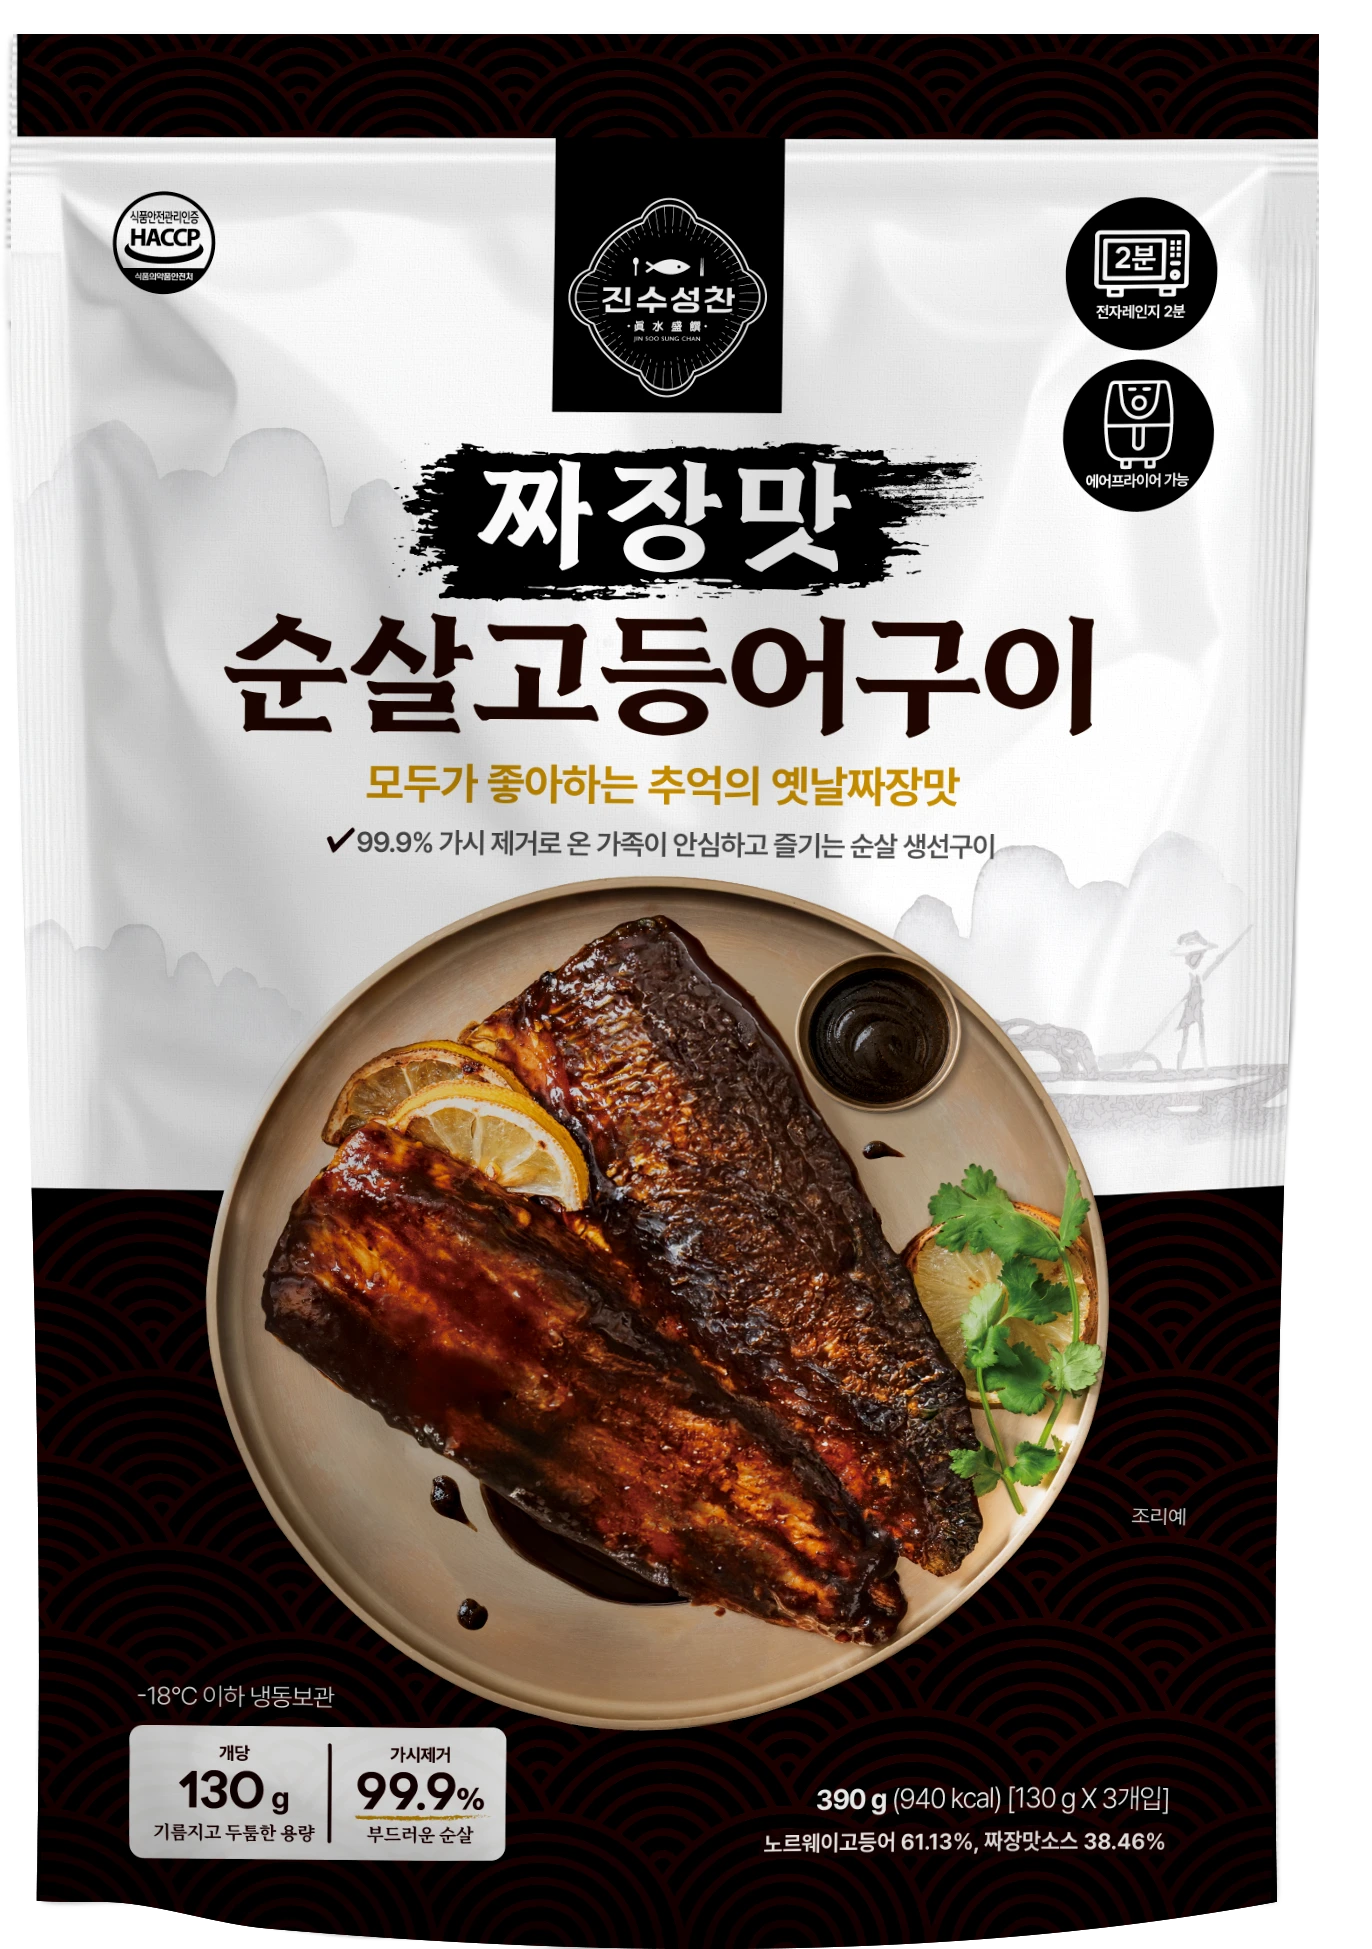 식품안전관리인증
HACCP
식품의약품안전처
진수성찬
·眞水盛饌·
JIN SOO SUNG CHAN
2분
전자레인지 2분
에어프라이어 가능
짜장맛
순살고등어구이
모두가 좋아하는 추억의 옛날짜장맛
✔99.9% 가시 제거로 온 가족이 안심하고 즐기는 순살 생선구이
조리예
-18℃ 이하 냉동보관
개당
130 g
기름지고 두툼한 용량
가시제거
99.9%
부드러운 순살
390 g (940 kcal) [130 g X 3개입]
노르웨이고등어 61.13%, 짜장맛소스 38.46%